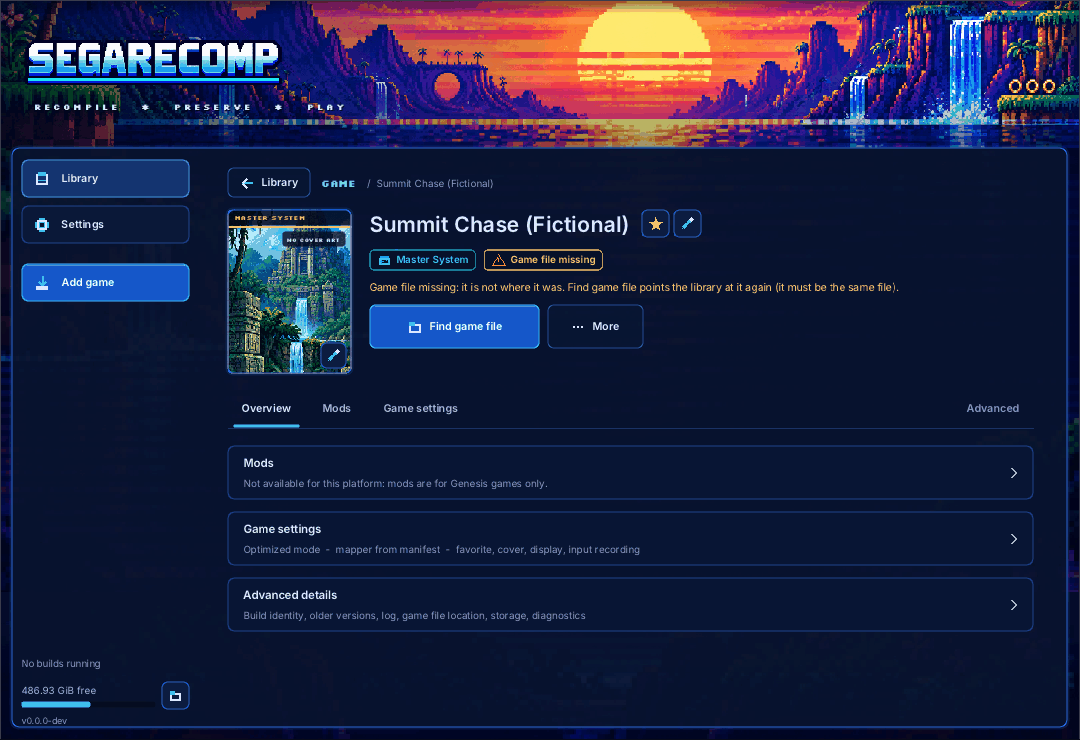 SEGARECOMP
RECOMPILE * PRESERVE * PLAY
Library
Settings
Add game
Library GAME / Summit Chase (Fictional)
MASTER SYSTEM
NO COVER ART
Summit Chase (Fictional)
Master System Game file missing
Game file missing: it is not where it was. Find game file points the library at it again (it must be the same file).
Find game file ··· More
Overview Mods Game settings Advanced
Mods
Not available for this platform: mods are for Genesis games only.
Game settings
Optimized mode - mapper from manifest - favorite, cover, display, input recording
Advanced details
Build identity, older versions, log, game file location, storage, diagnostics
No builds running
486.93 GiB free
v0.0.0-dev